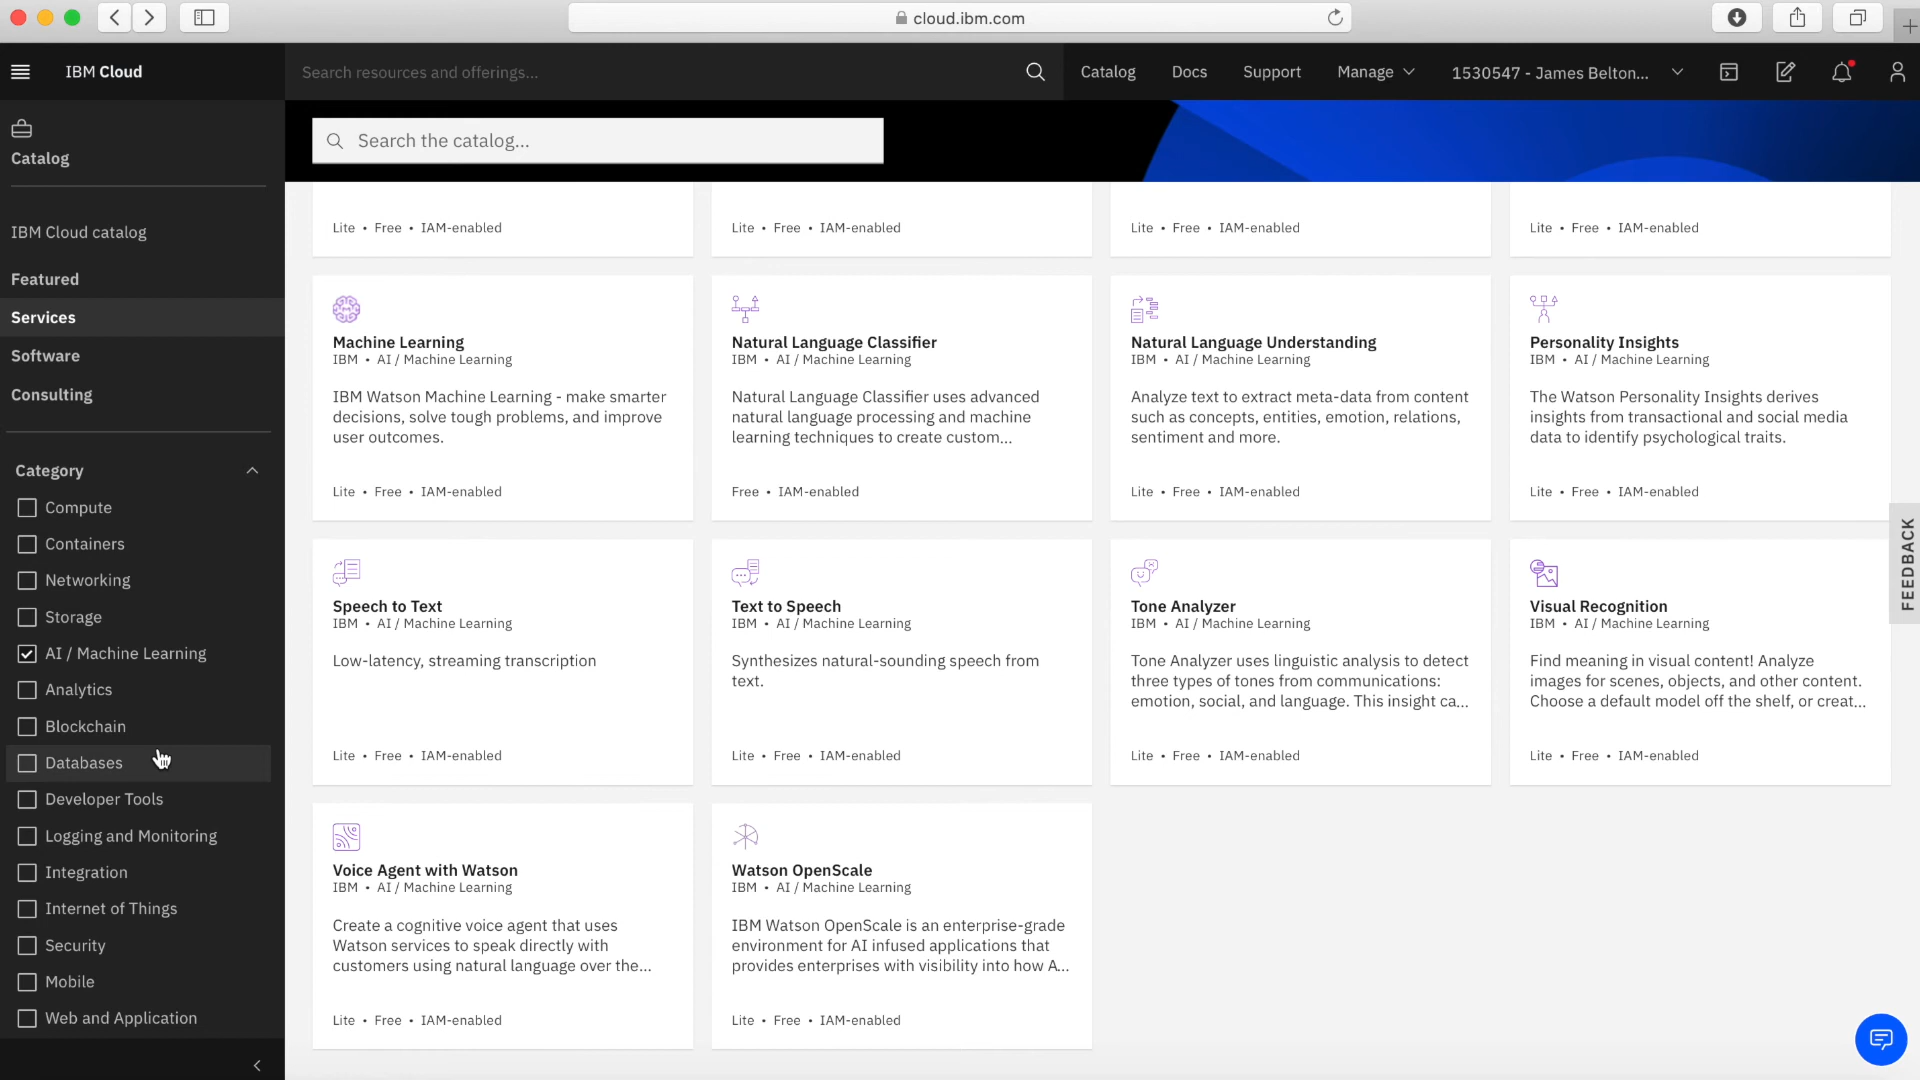 cloud.ibm.com
IBM Cloud
Search resources and offerings...
Catalog
Docs
Support
Manage
1530547 - James Belton...
Catalog
IBM Cloud catalog
Featured
Services
Software
Consulting
Category
Compute
Containers
Networking
Storage
AI / Machine Learning
Analytics
Blockchain
Databases
Developer Tools
Logging and Monitoring
Integration
Internet of Things
Security
Mobile
Web and Application
Search the catalog...
Lite • Free • IAM-enabled
Lite • Free • IAM-enabled
Lite • Free • IAM-enabled
Lite • Free • IAM-enabled
Machine Learning
IBM • AI / Machine Learning
IBM Watson Machine Learning - make smarter
decisions, solve tough problems, and improve
user outcomes.
Lite • Free • IAM-enabled
Natural Language Classifier
IBM • AI / Machine Learning
Natural Language Classifier uses advanced
natural language processing and machine
learning techniques to create custom...
Free • IAM-enabled
Natural Language Understanding
IBM • AI / Machine Learning
Analyze text to extract meta-data from content
such as concepts, entities, emotion, relations,
sentiment and more.
Lite • Free • IAM-enabled
Personality Insights
IBM • AI / Machine Learning
The Watson Personality Insights derives
insights from transactional and social media
data to identify psychological traits.
Lite • Free • IAM-enabled
Speech to Text
IBM • AI / Machine Learning
Low-latency, streaming transcription
Lite • Free • IAM-enabled
Text to Speech
IBM • AI / Machine Learning
Synthesizes natural-sounding speech from
text.
Lite • Free • IAM-enabled
Tone Analyzer
IBM • AI / Machine Learning
Tone Analyzer uses linguistic analysis to detect
three types of tones from communications:
emotion, social, and language. This insight ca...
Lite • Free • IAM-enabled
Visual Recognition
IBM • AI / Machine Learning
Find meaning in visual content! Analyze
images for scenes, objects, and other content.
Choose a default model off the shelf, or creat...
Lite • Free • IAM-enabled
Voice Agent with Watson
IBM • AI / Machine Learning
Create a cognitive voice agent that uses
Watson services to speak directly with
customers using natural language over the...
Lite • Free • IAM-enabled
Watson OpenScale
IBM • AI / Machine Learning
IBM Watson OpenScale is an enterprise-grade
environment for AI infused applications that
provides enterprises with visibility into how A...
Lite • Free • IAM-enabled
FEEDBACK